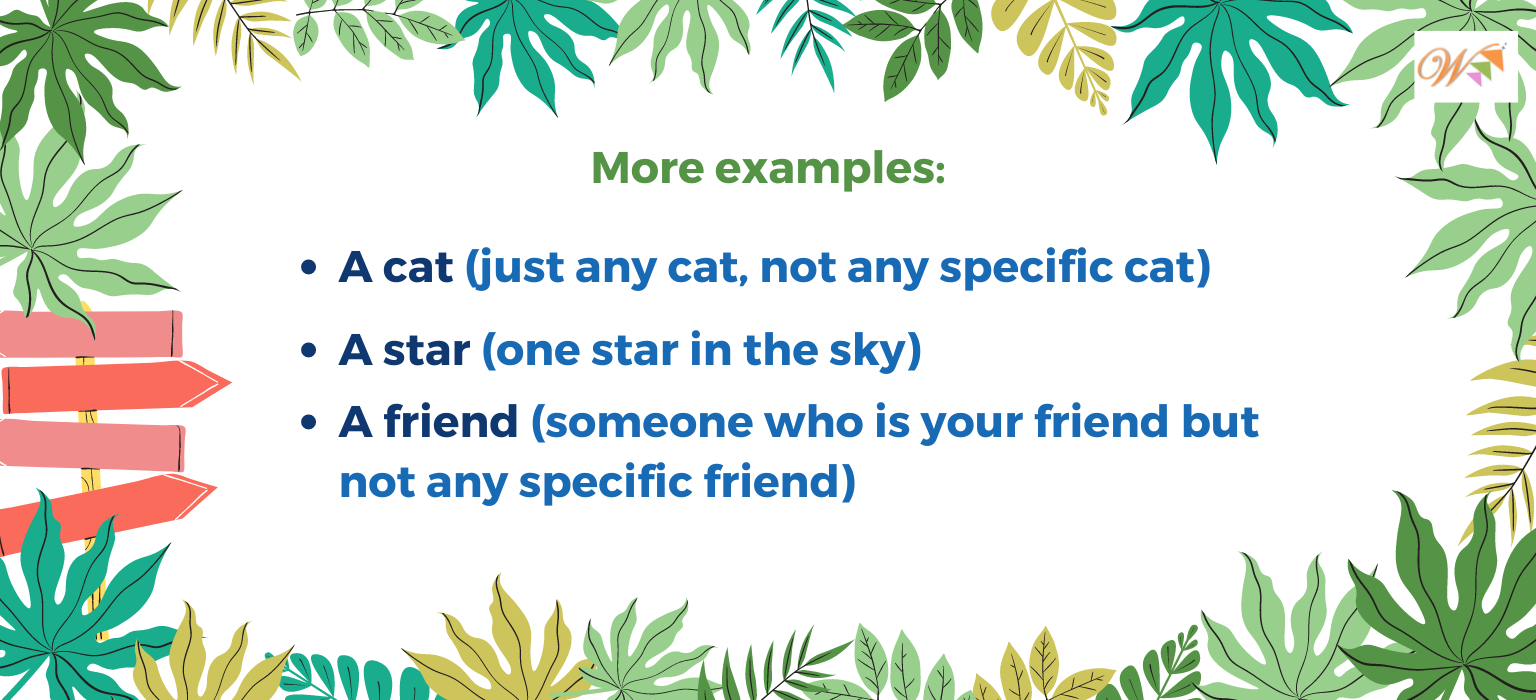 More examples:
• A cat (just any cat, not any specific cat)
• A star (one star in the sky)
• A friend (someone who is your friend but
not any specific friend)
W